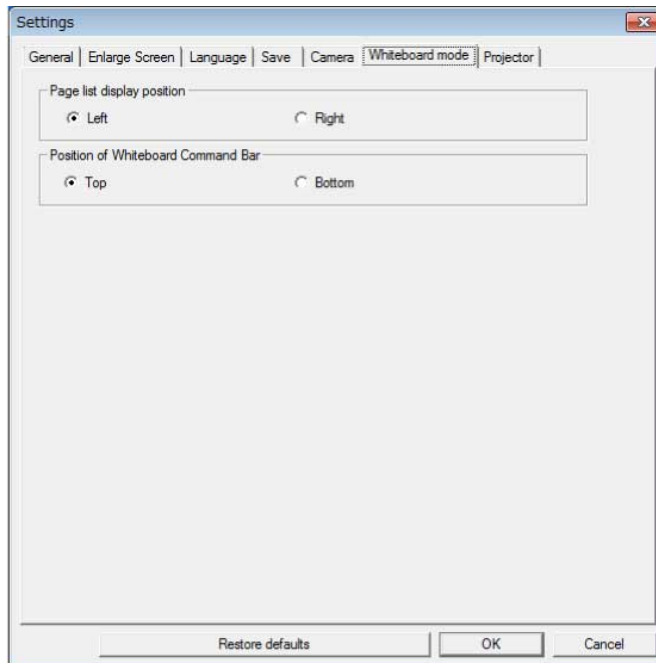 Settings
General Enlarge Screen Language Save Camera Whiteboard mode Projector
Page list display position
Left Right
Position of Whiteboard Command Bar
Top Bottom
Restore defaults OK Cancel